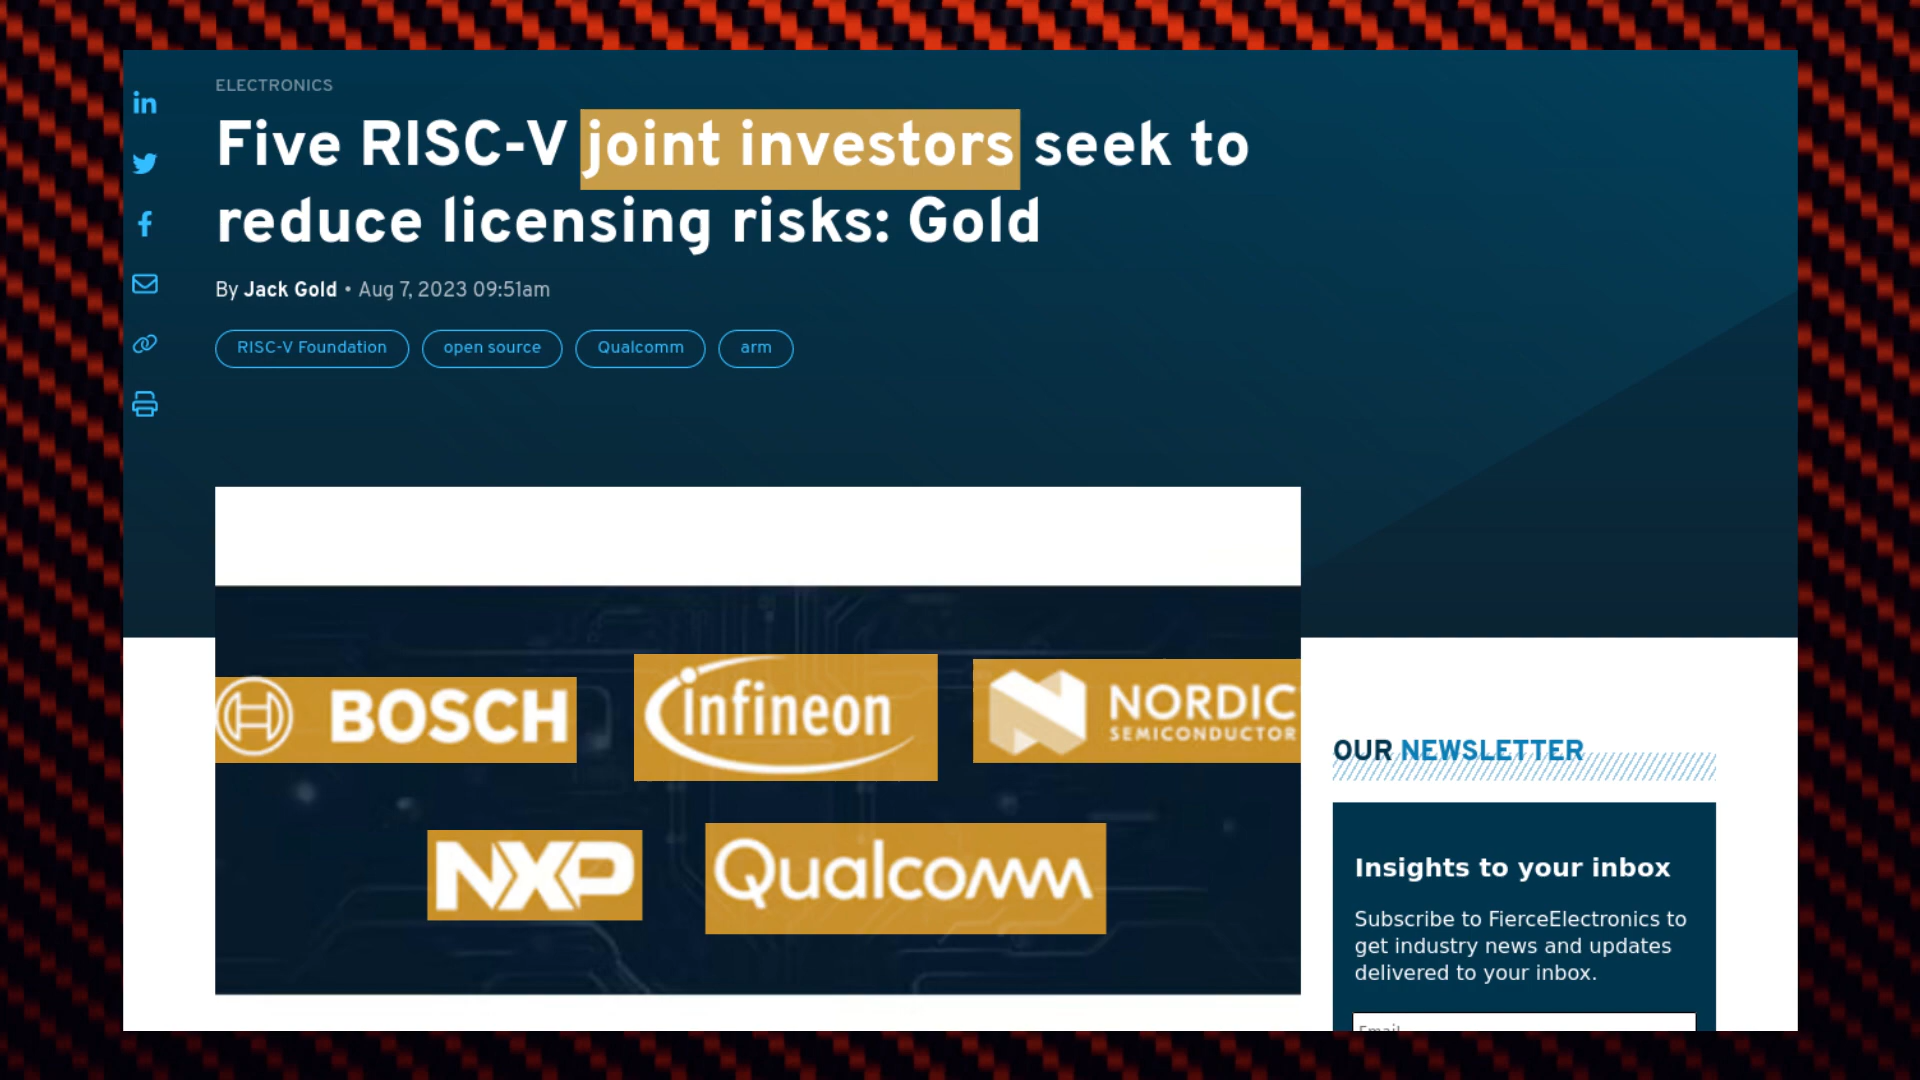 ELECTRONICS
Five RISC-V joint investors seek to
reduce licensing risks: Gold
By Jack Gold • Aug 7, 2023 09:51am
RISC-V Foundation
open source
Qualcomm
arm
BOSCH
infineon
NORDIC
SEMICONDUCTOR
NXP
Qualcomm
OUR NEWSLETTER
Insights to your inbox
Subscribe to FierceElectronics to
get industry news and updates
delivered to your inbox.
Email